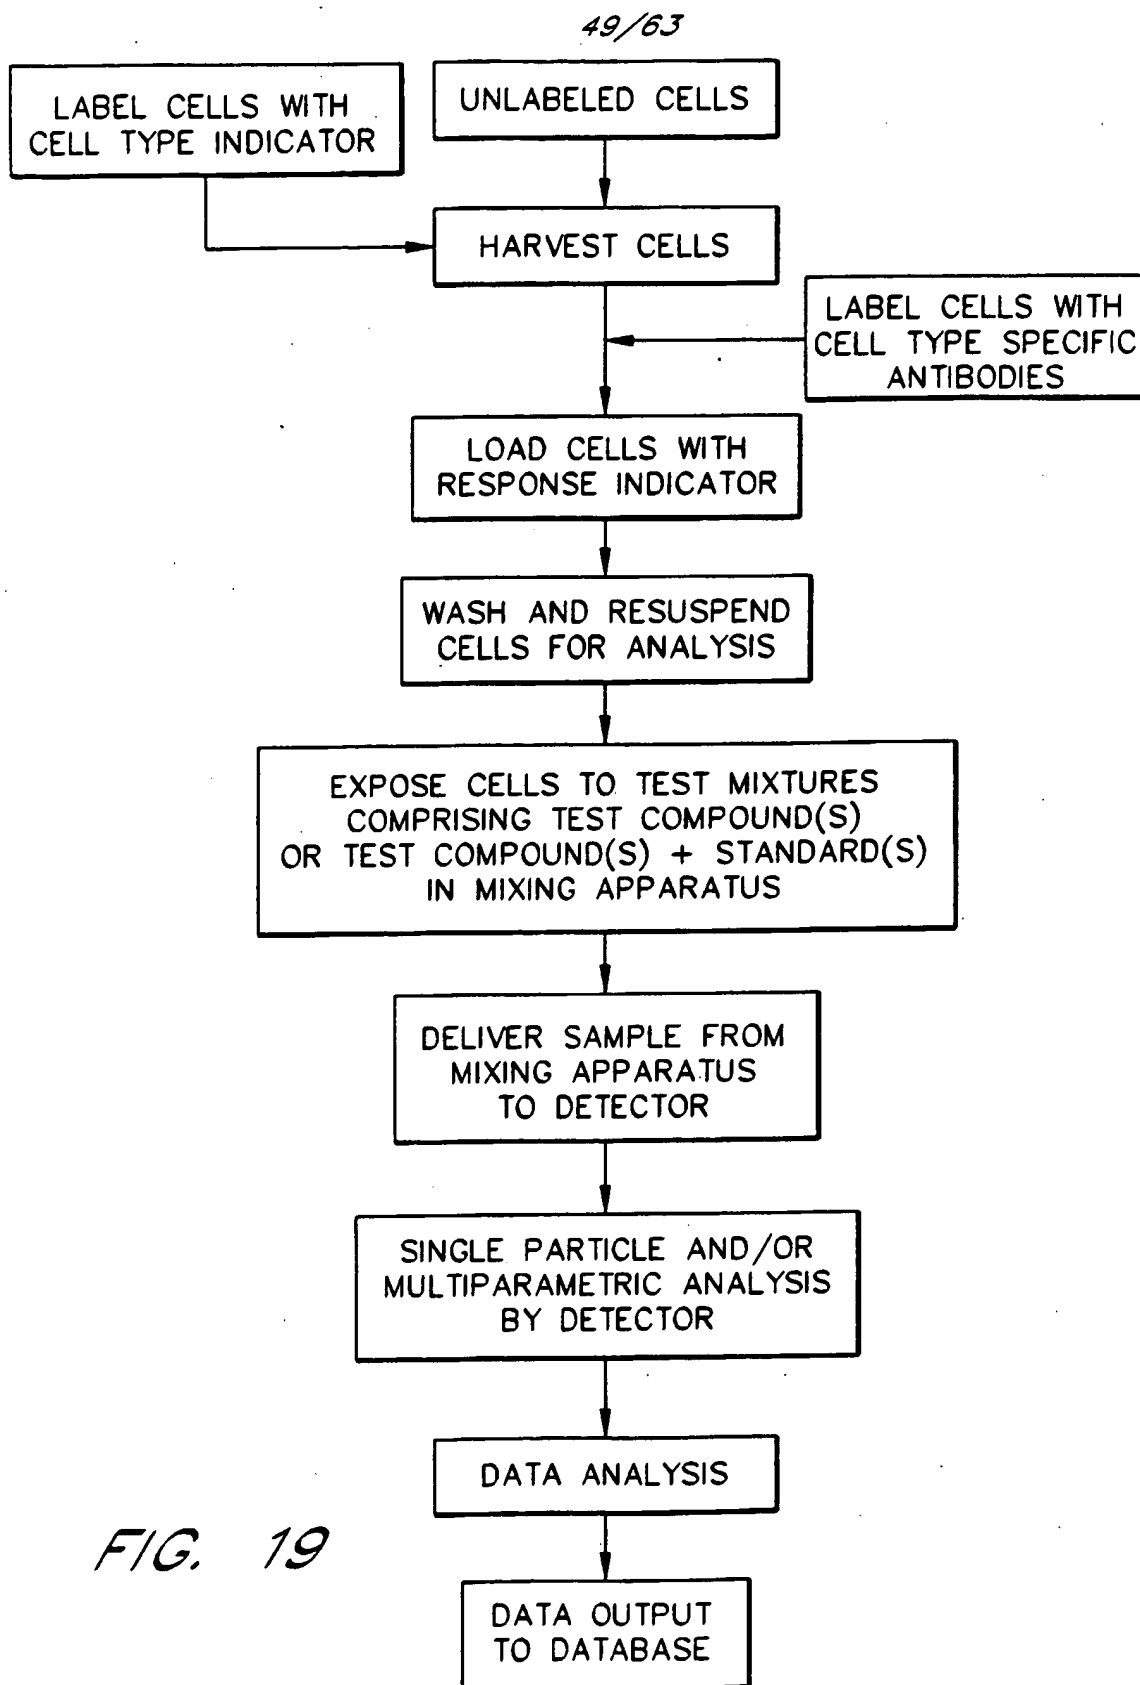 49/63
LABEL CELLS WITH
CELL TYPE INDICATOR
UNLABELED CELLS
HARVEST CELLS
LABEL CELLS WITH
CELL TYPE SPECIFIC
ANTIBODIES
LOAD CELLS WITH
RESPONSE INDICATOR
WASH AND RESUSPEND
CELLS FOR ANALYSIS
EXPOSE CELLS TO TEST MIXTURES
COMPRISING TEST COMPOUND(S)
OR TEST COMPOUND(S) + STANDARD(S)
IN MIXING APPARATUS
DELIVER SAMPLE FROM
MIXING APPARATUS
TO DETECTOR
SINGLE PARTICLE AND/OR
MULTIPARAMETRIC ANALYSIS
BY DETECTOR
DATA ANALYSIS
FIG. 19
DATA OUTPUT
TO DATABASE